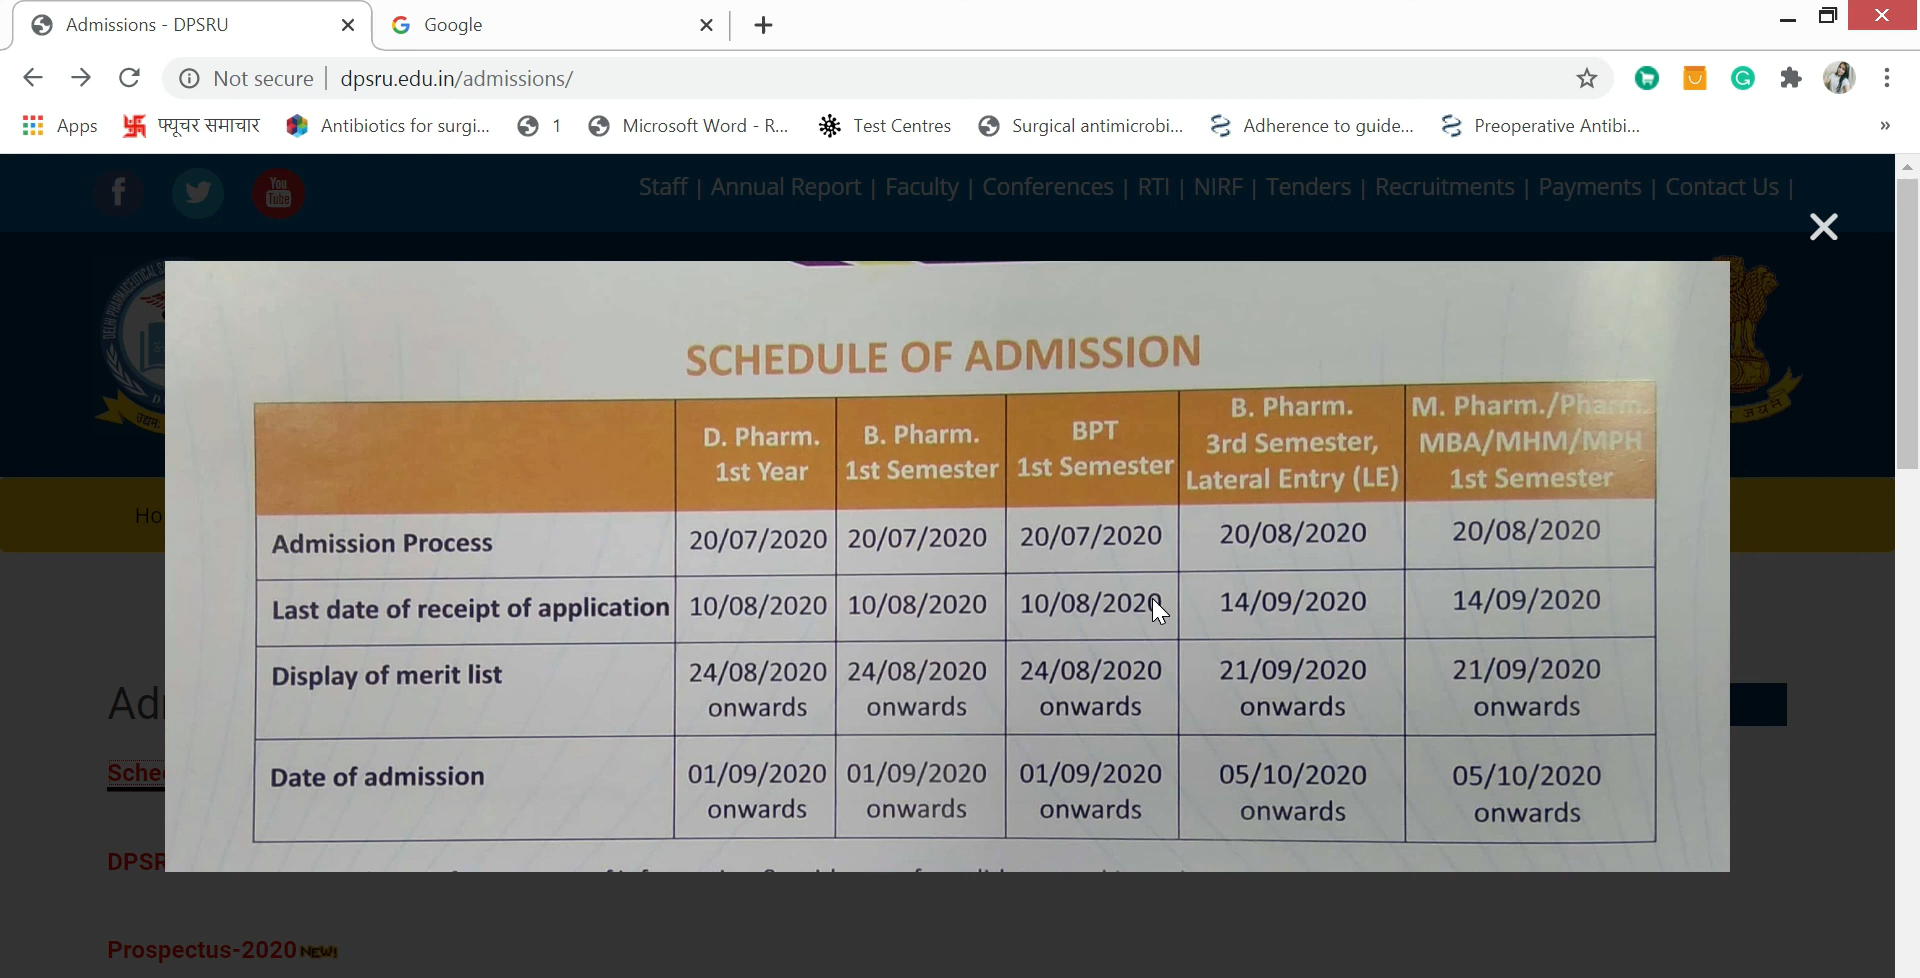 Admissions - DPSRU
Google
Not secure
dpsru.edu.in/admissions/
Apps
फ्यूचर समाचार
Antibiotics for surgi...
1
Microsoft Word - R...
Test Centres
Surgical antimicrobi...
Adherence to guide...
Preoperative Antibi...
»
f
You
Tube
Staff | Annual Report | Faculty | Conferences | RTI | NIRF | Tenders | Recruitments | Payments | Contact Us |
SCHEDULE OF ADMISSION
D. Pharm.
1st Year
B. Pharm.
1st Semester
BPT
1st Semester
B. Pharm.
3rd Semester,
Lateral Entry (LE)
M. Pharm./Pharm.
MBA/MHM/MPH
1st Semester
Admission Process 20/07/2020 20/07/2020 20/07/2020 20/08/2020 20/08/2020
Last date of receipt of application 10/08/2020 10/08/2020 10/08/2020 14/09/2020 14/09/2020
Display of merit list 24/08/2020 24/08/2020 24/08/2020 21/09/2020 21/09/2020
onwards onwards onwards onwards onwards
Date of admission 01/09/2020 01/09/2020 01/09/2020 05/10/2020 05/10/2020
onwards onwards onwards onwards onwards
Prospectus-2020 NEW!